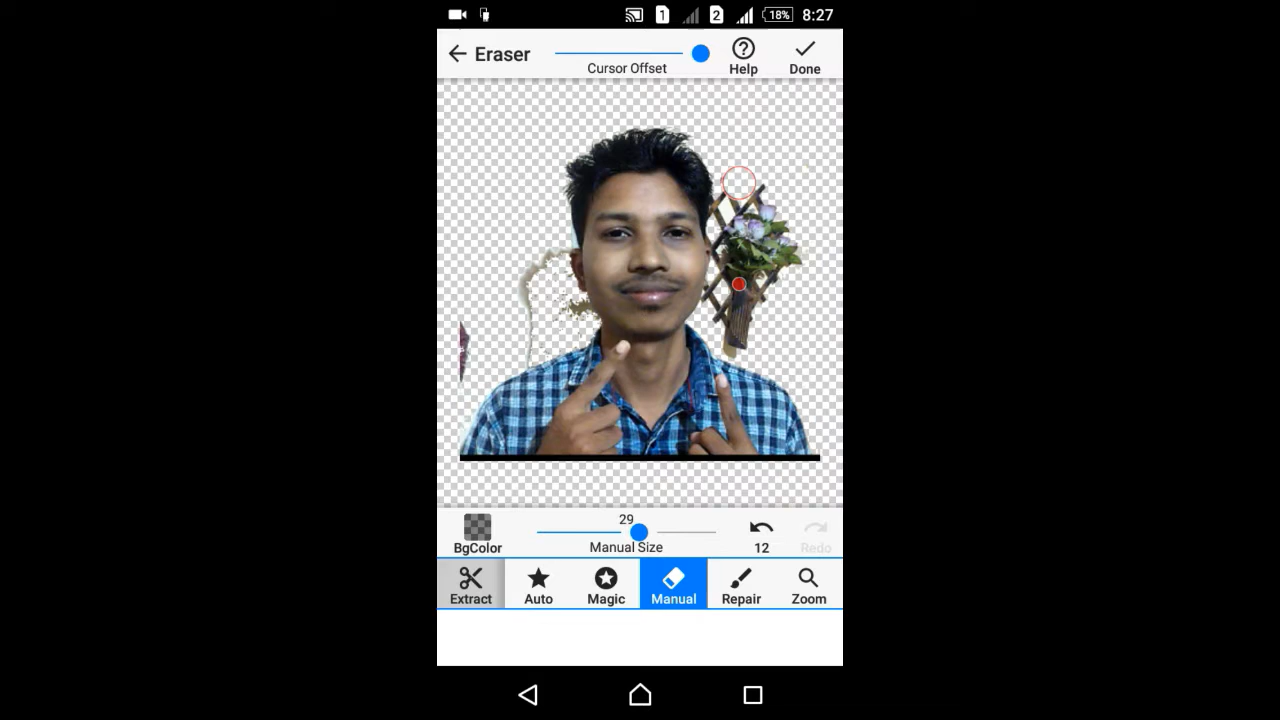 1 2 18% 8:27
Eraser
Cursor Offset
Help
Done
29
BgColor
Manual Size
12
Redo
Extract
Auto
Magic
Manual
Repair
Zoom